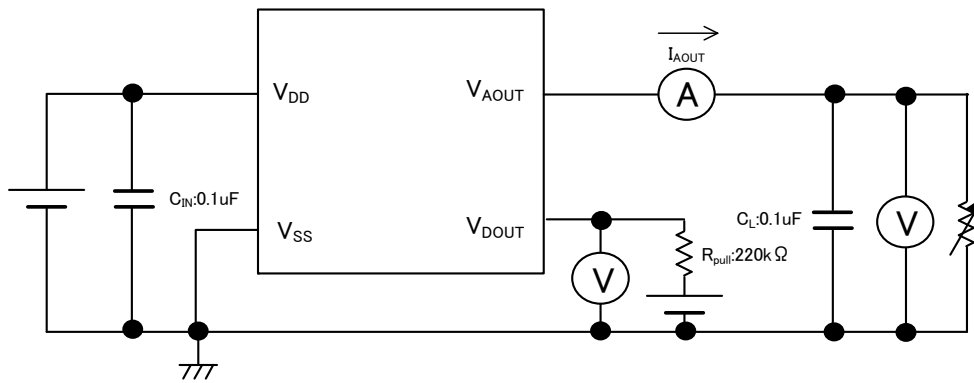 I_AOUT
V_DD
V_AOUT
A
C_IN:0.1uF
V_SS
V_DOUT
V
R_pull:220kΩ
C_L:0.1uF
V